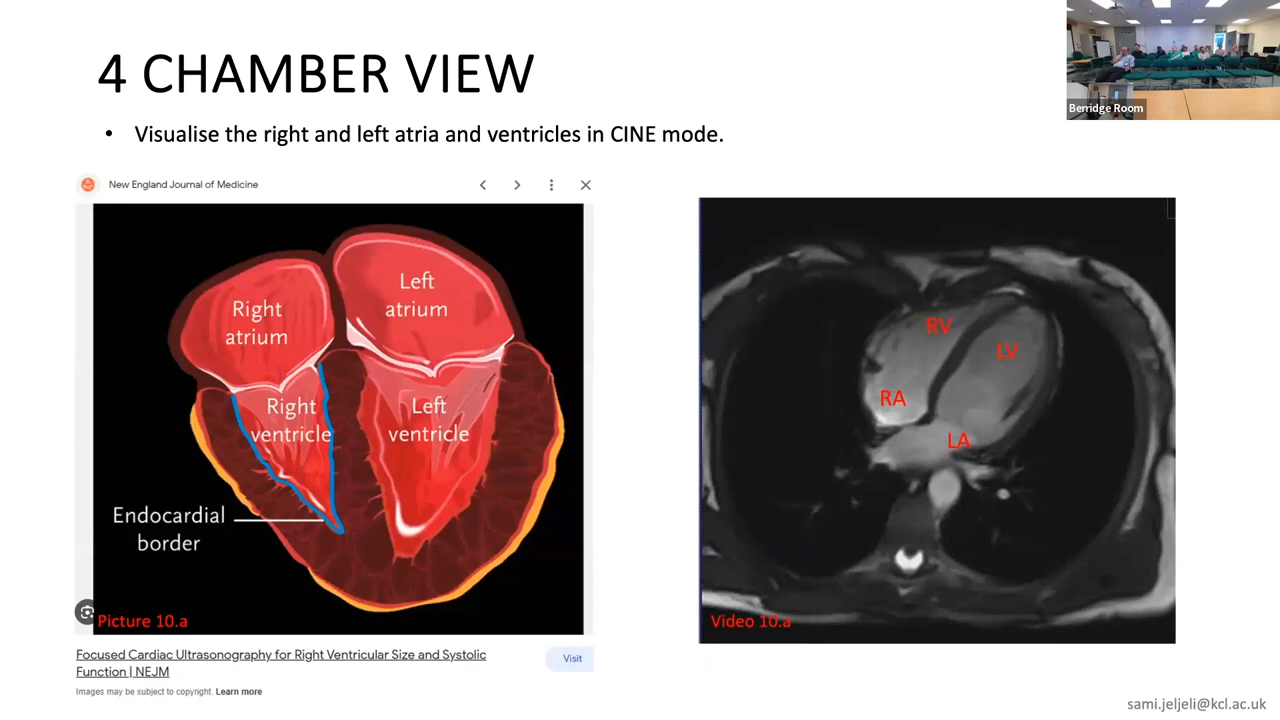 4 CHAMBER VIEW
Berridge Room
• Visualise the right and left atria and ventricles in CINE mode.
New England Journal of Medicine
Right
atrium
Left
atrium
Right
ventricle
Left
ventricle
Endocardial
border
Picture 10.a
Focused Cardiac Ultrasonography for Right Ventricular Size and Systolic
Function | NEJM
Visit
Images may be subject to copyright. Learn more
RV
LV
RA
LA
Video 10.a
sami.jeljeli@kcl.ac.uk